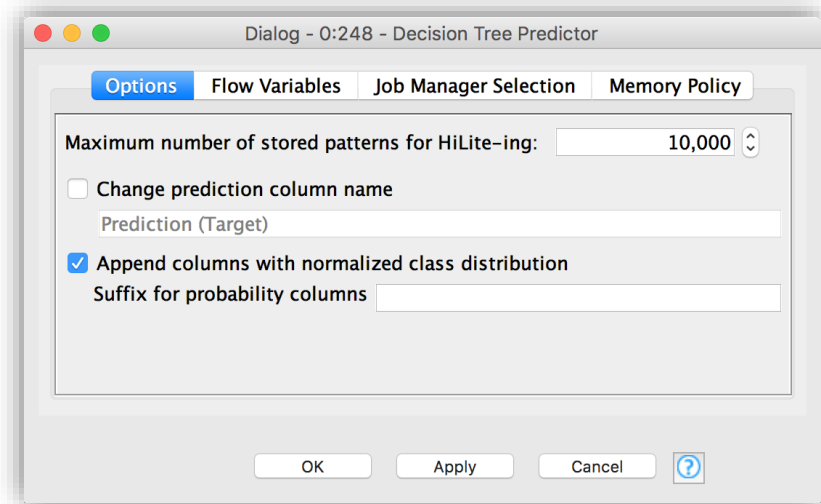 Dialog - 0:248 - Decision Tree Predictor
Options Flow Variables Job Manager Selection Memory Policy
Maximum number of stored patterns for HiLite-ing: 10,000
Change prediction column name
Prediction (Target)
Append columns with normalized class distribution
Suffix for probability columns
OK Apply Cancel ?